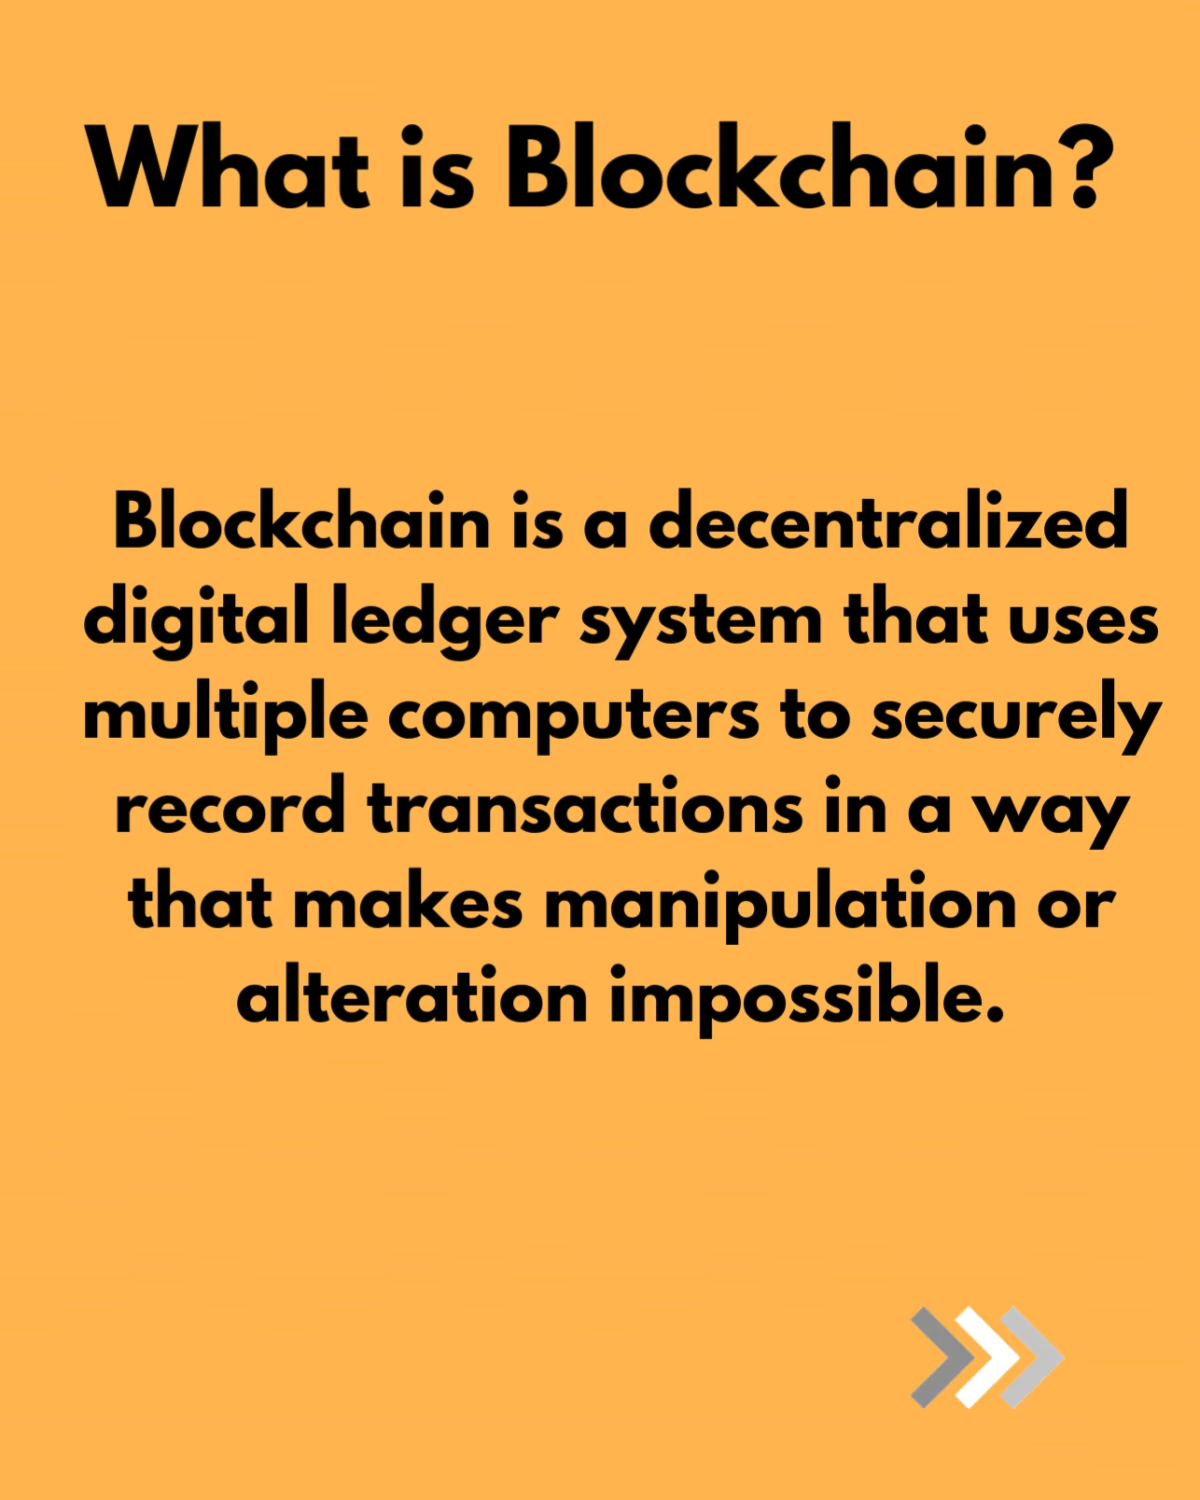 What is Blockchain?
Blockchain is a decentralized
digital ledger system that uses
multiple computers to securely
record transactions in a way
that makes manipulation or
alteration impossible.